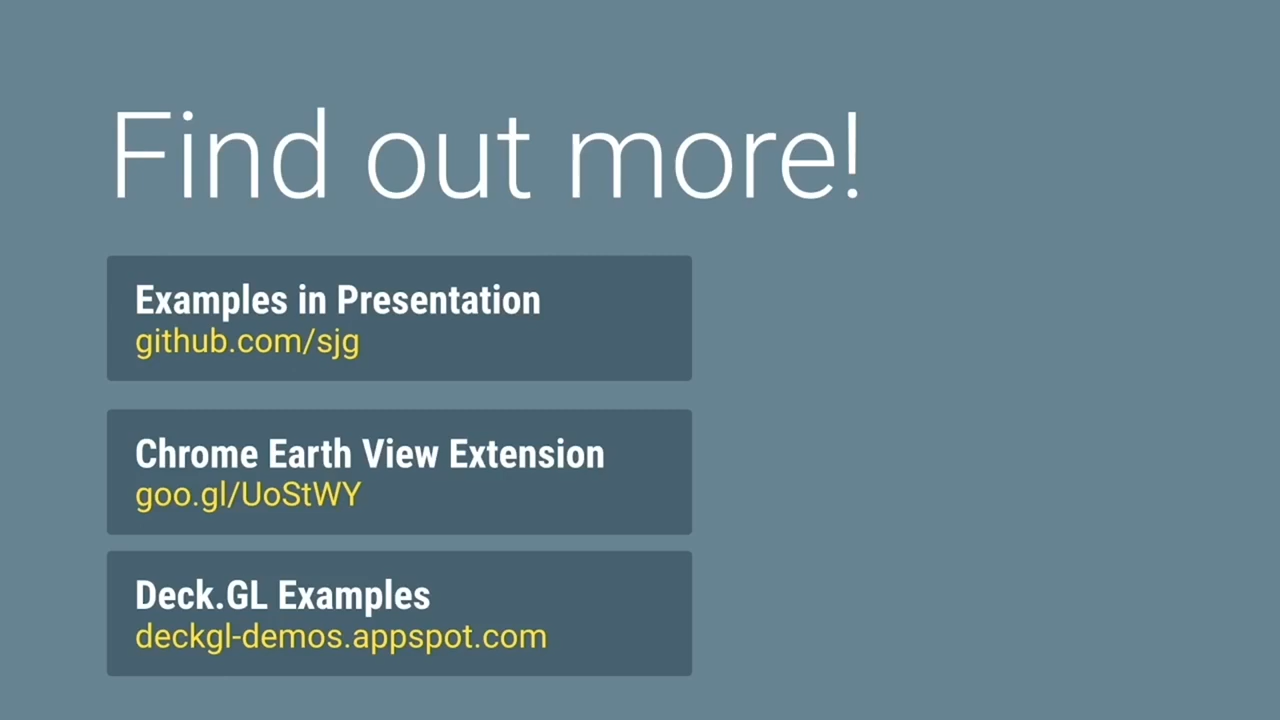 Find out more!
Examples in Presentation
github.com/sjg
Chrome Earth View Extension
goo.gl/UoStWY
Deck.GL Examples
deckgl-demos.appspot.com